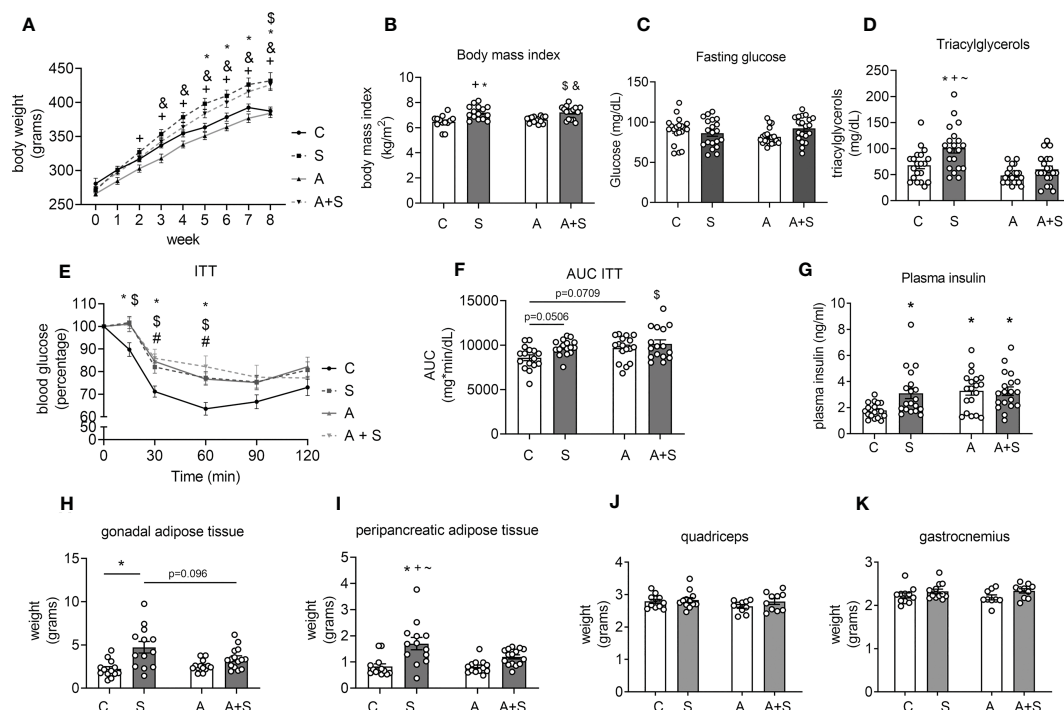 A
body weight
(grams)
450
400
350
300
250
0 1 2 3 4 5 6 7 8
week
+
&
+
&
+
*
&
+
*
&
+
*
&
+
$
*
&
+
C
S
A
A+S
B
Body mass index
body mass index
(kg/m²)
10
8
6
4
2
0
+ *
$ &
C S A A+S
C
Fasting glucose
Glucose (mg/dL)
150
100
50
0
C S A A+S
D
Triacylglycerols
triacylglycerols
(mg/dL)
250
200
150
100
50
0
* + ~
C S A A+S
E
ITT
blood glucose
(percentage)
110
100
90
80
70
60
50
0
* $
*
$
#
*
$
#
0 30 60 90 120
Time (min)
C
S
A
A + S
F
AUC ITT
AUC
(mg*min/dL)
15000
10000
5000
0
p=0.0709
p=0.0506
$
C S A A+S
G
Plasma insulin
plasma insulin (ng/ml)
10
8
6
4
2
0
* * *
C S A A+S
H
gonadal adipose tissue
weight
(grams)
15
10
5
0
*
p=0.096
C S A A+S
I
peripancreatic adipose tissue
weight
(grams)
5
4
3
2
1
0
* + ~
C S A A+S
J
quadriceps
weight
(grams)
4
3
2
1
0
C S A A+S
K
gastrocnemius
weight
(grams)
3
2
1
0
C S A A+S